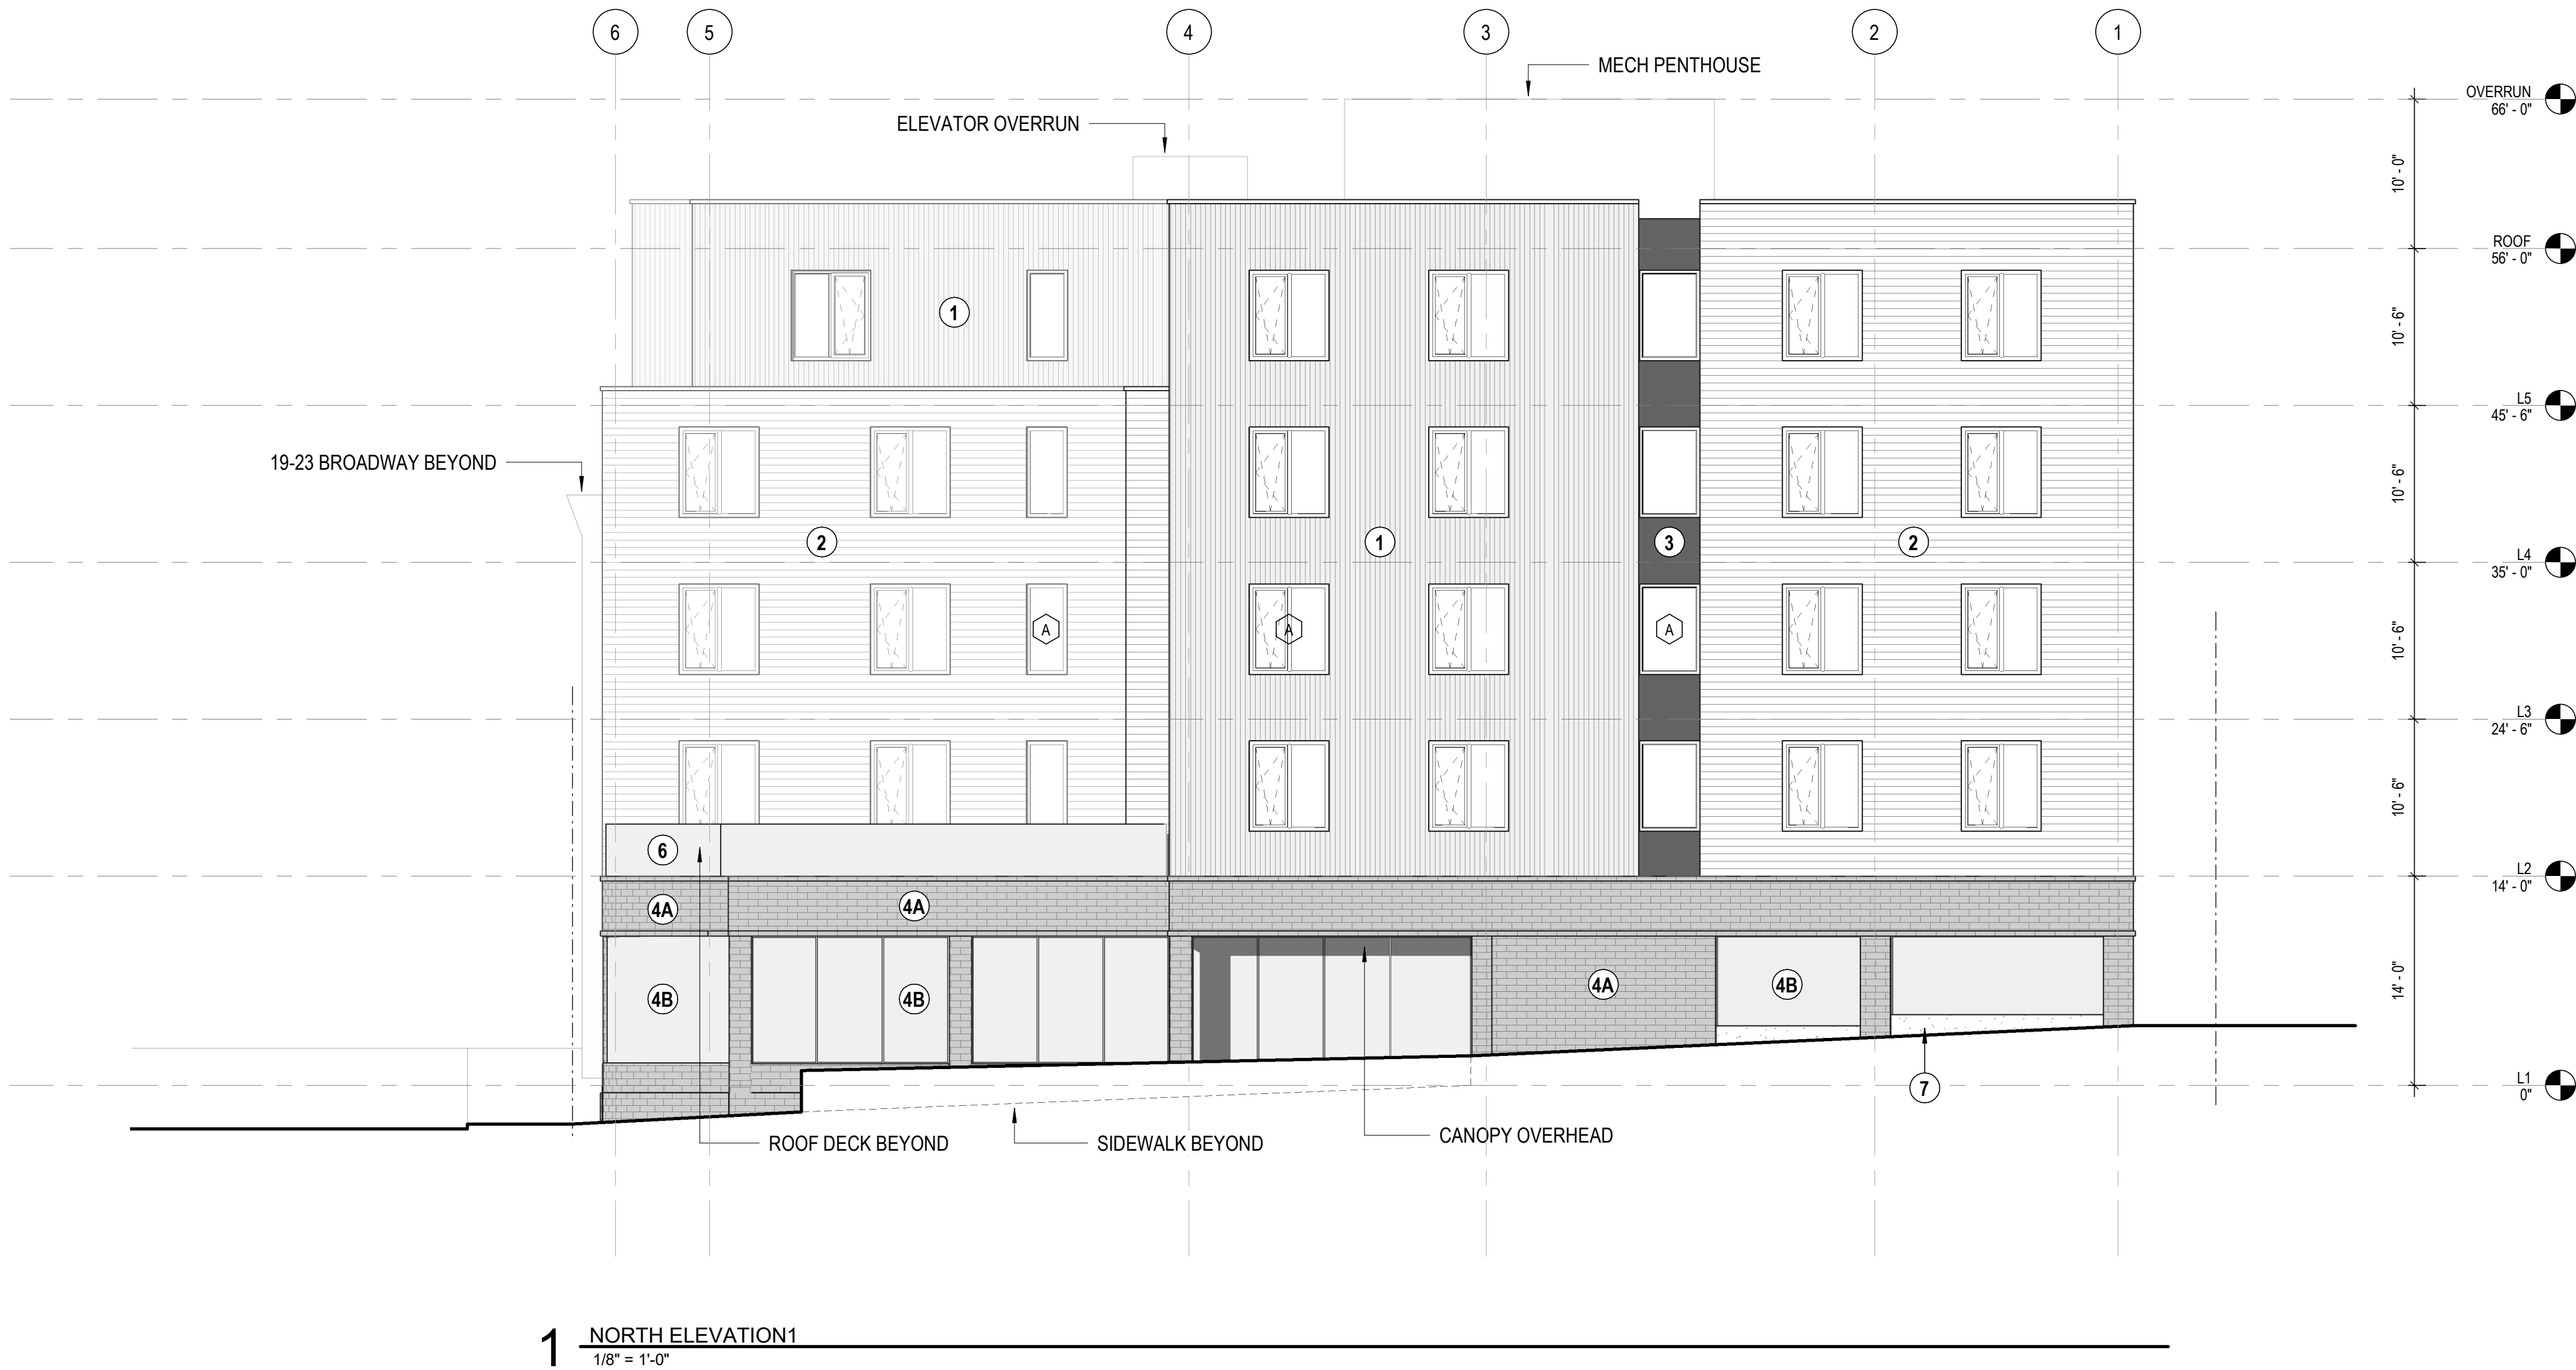 6
5
4
3
2
1
MECH PENTHOUSE
OVERRUN
66' - 0"
ELEVATOR OVERRUN
10' - 0"
ROOF
56' - 0"
1
10' - 6"
L5
45' - 6"
19-23 BROADWAY BEYOND
10' - 6"
2
1
3
2
L4
35' - 0"
A
A
A
10' - 6"
L3
24' - 6"
10' - 6"
6
L2
14' - 0"
4A
4A
4B
4B
4A
4B
14' - 0"
7
L1
0"
ROOF DECK BEYOND
SIDEWALK BEYOND
CANOPY OVERHEAD
1
NORTH ELEVATION1
1/8" = 1'-0"